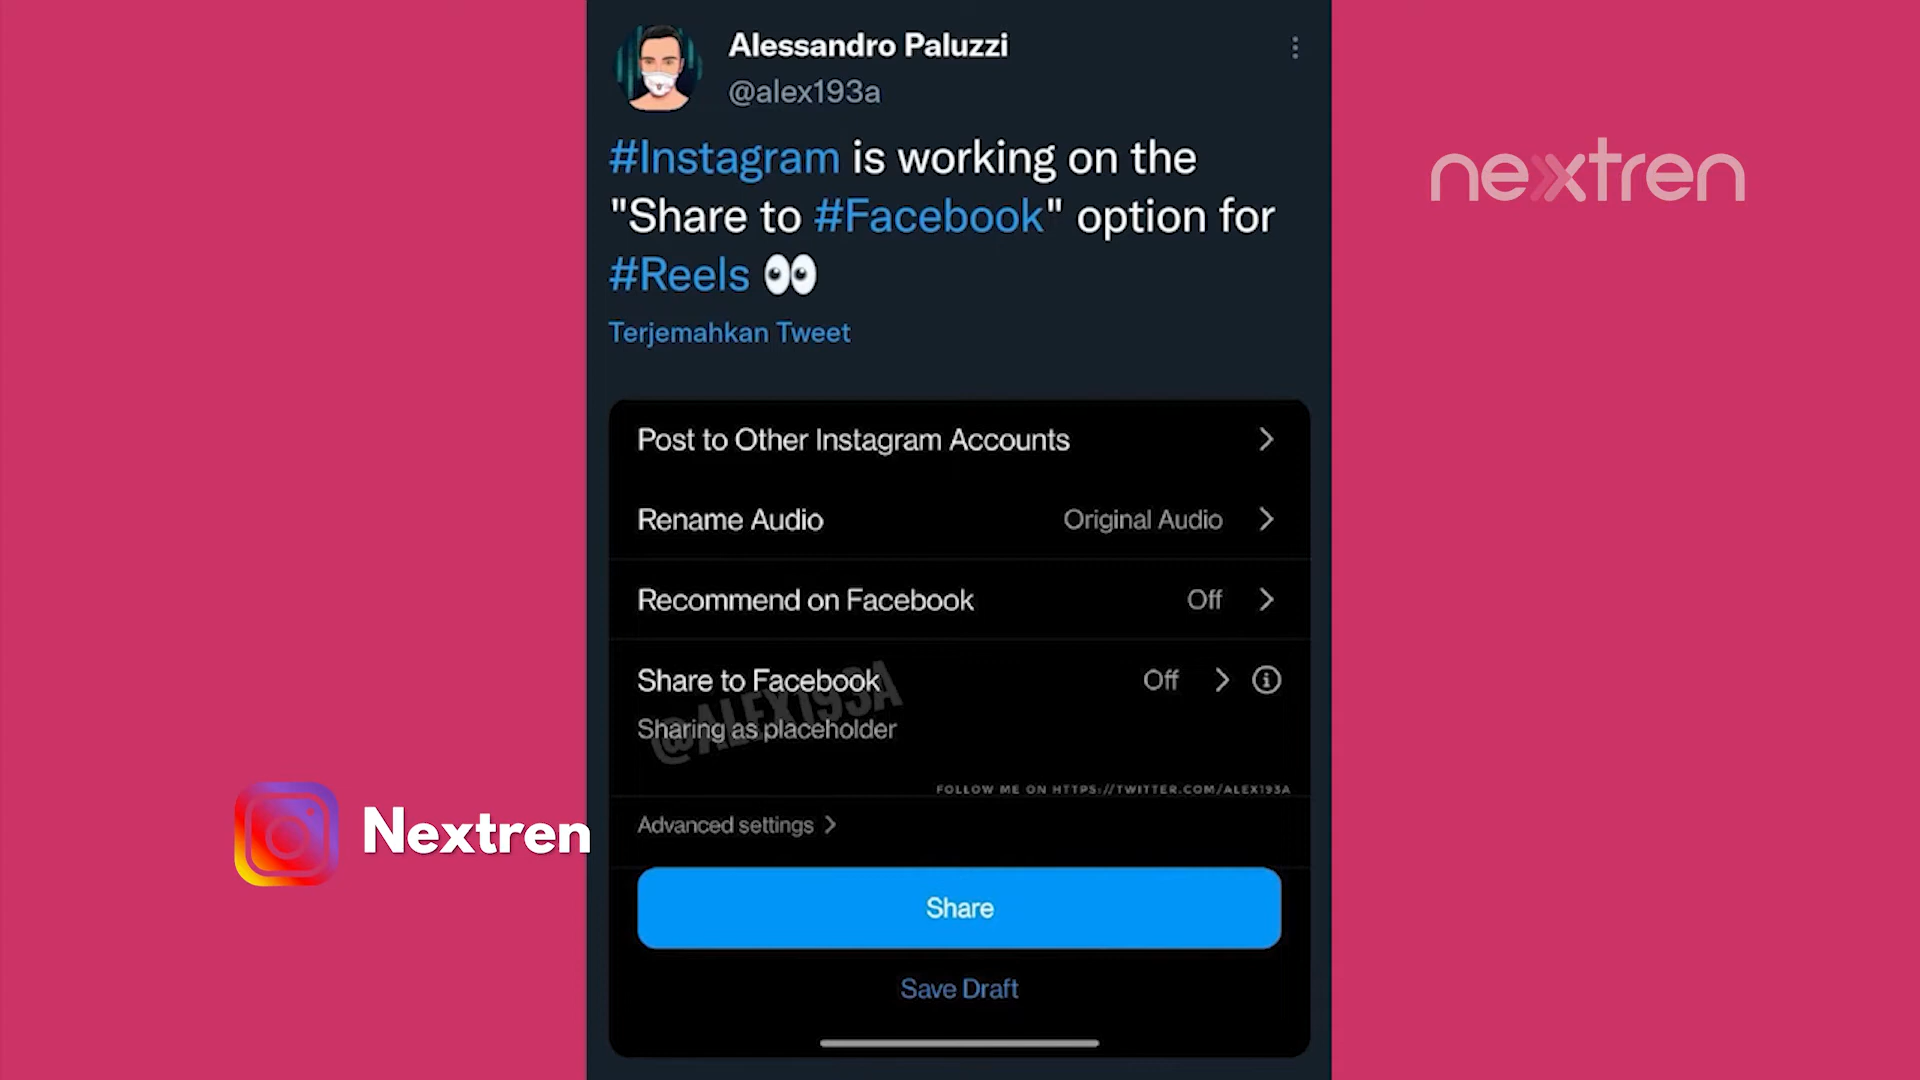 Alessandro Paluzzi
@alex193a
#Instagram is working on the
"Share to #Facebook" option for
#Reels 👀
Terjemahkan Tweet
nextren
Post to Other Instagram Accounts
Rename Audio Original Audio
Recommend on Facebook Off
Share to Facebook Off
Sharing as placeholder
@ALEX193A
FOLLOW ME ON HTTPS://TWITTER.COM/ALEX193A
Advanced settings
Nextren
Share
Save Draft